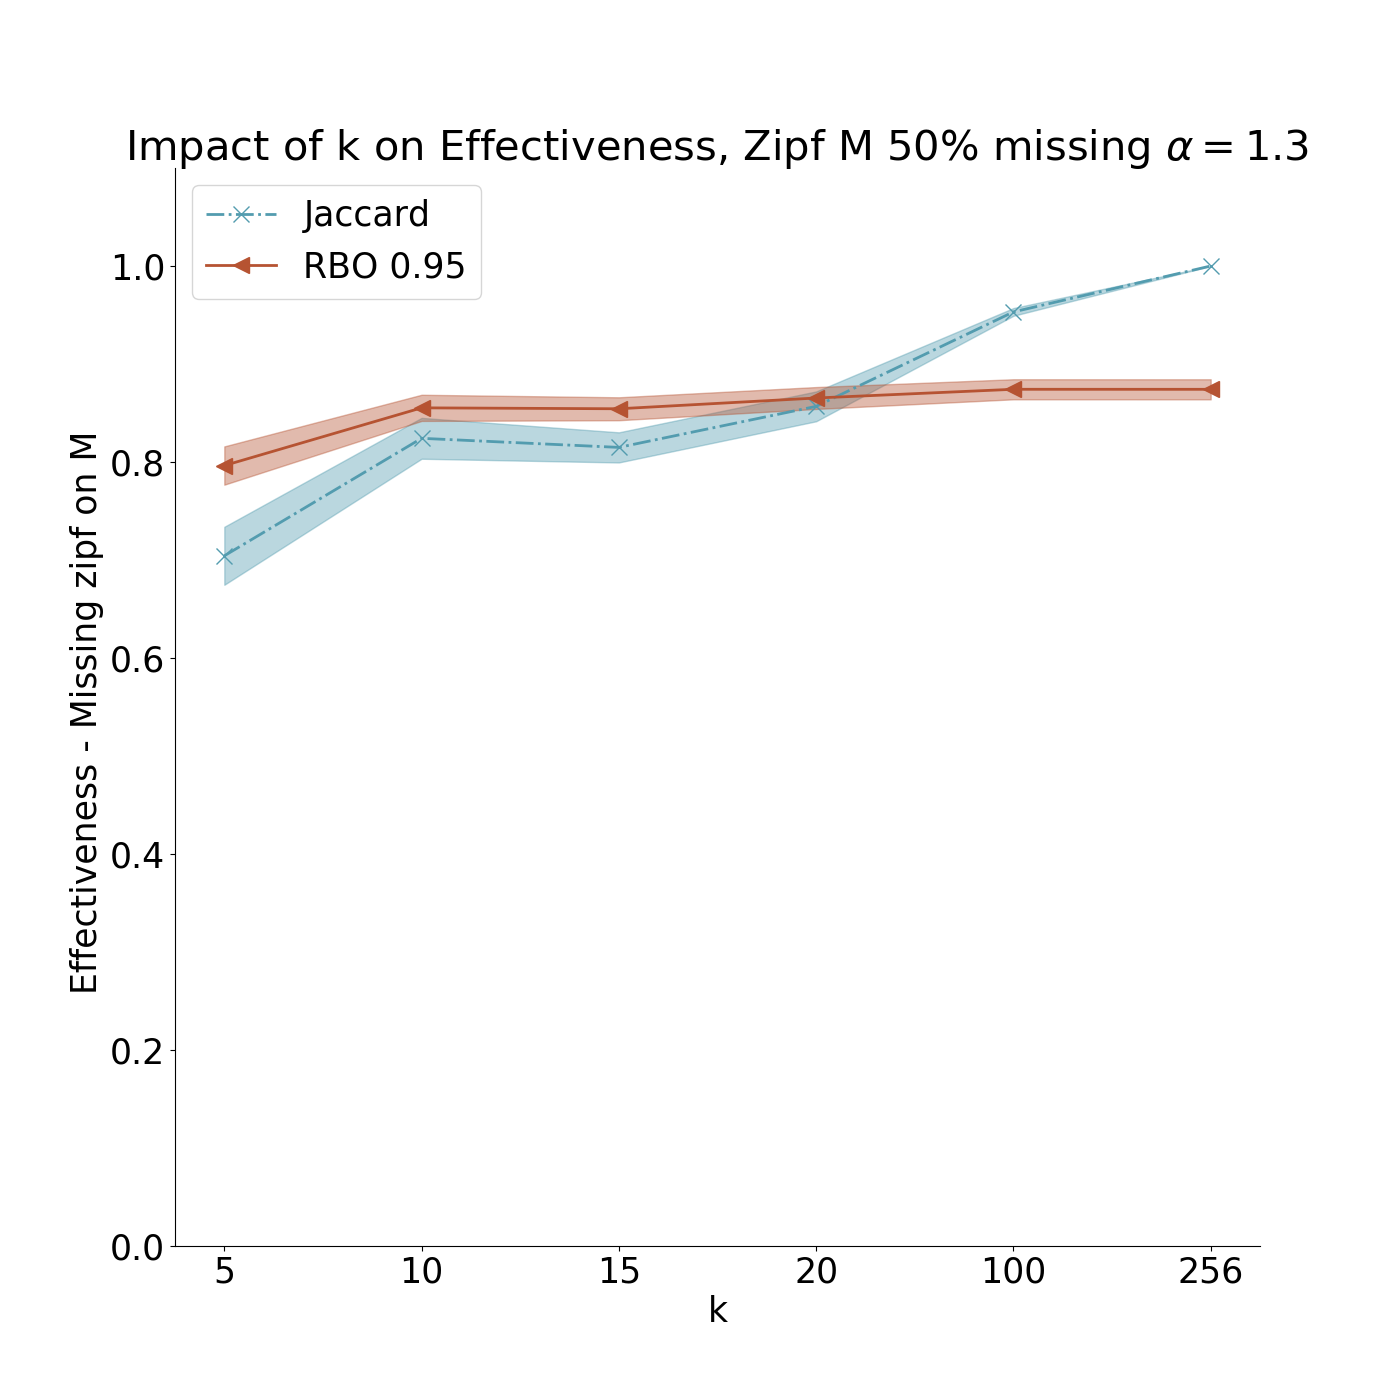 Impact of k on Effectiveness, Zipf M 50% missing α = 1.3
Jaccard
RBO 0.95
Effectiveness - Missing zipf on M
1.0
0.8
0.6
0.4
0.2
0.0
5 10 15 20 100 256
k